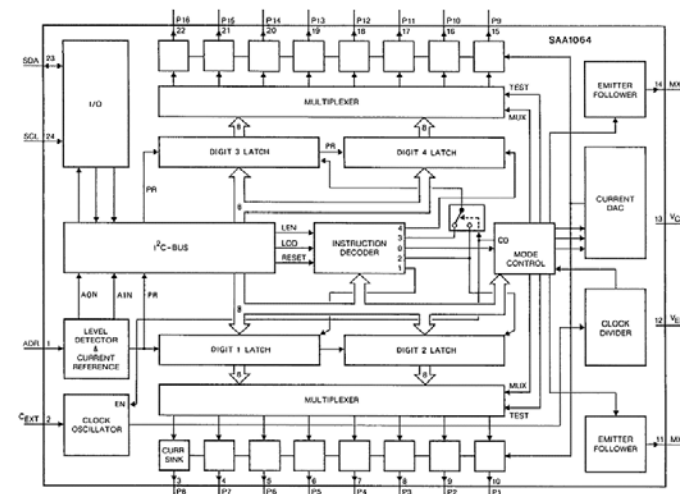 P16 P15 P14 P13 P12 P11 P10 P9
22 21 20 19 18 17 16 15
SAA1064
SDA 23
I/O
SCL 24
MULTIPLEXER
TEST
MUX
EMITTER
FOLLOWER
14 MX
8 8
DIGIT 3 LATCH
PR
DIGIT 4 LATCH
PR
CURRENT
DAC
13 VC
8
I²C-BUS
LEN
LCD
RESET
INSTRUCTION
DECODER
4
3
0
2
1
CD
MODE
CONTROL
A0N
A1N
PR
8
ADR 1
LEVEL
DETECTOR
&
CURRENT
REFERENCE
DIGIT 1 LATCH
DIGIT 2 LATCH
CLOCK
DIVIDER
12 VE
8 8
MUX
TEST
MULTIPLEXER
CEXT 2
EN
CLOCK
OSCILLATOR
CURR
SINK
EMITTER
FOLLOWER
11 MX
3 4 5 6 7 8 9 10
P8 P7 P6 P5 P4 P3 P2 P1